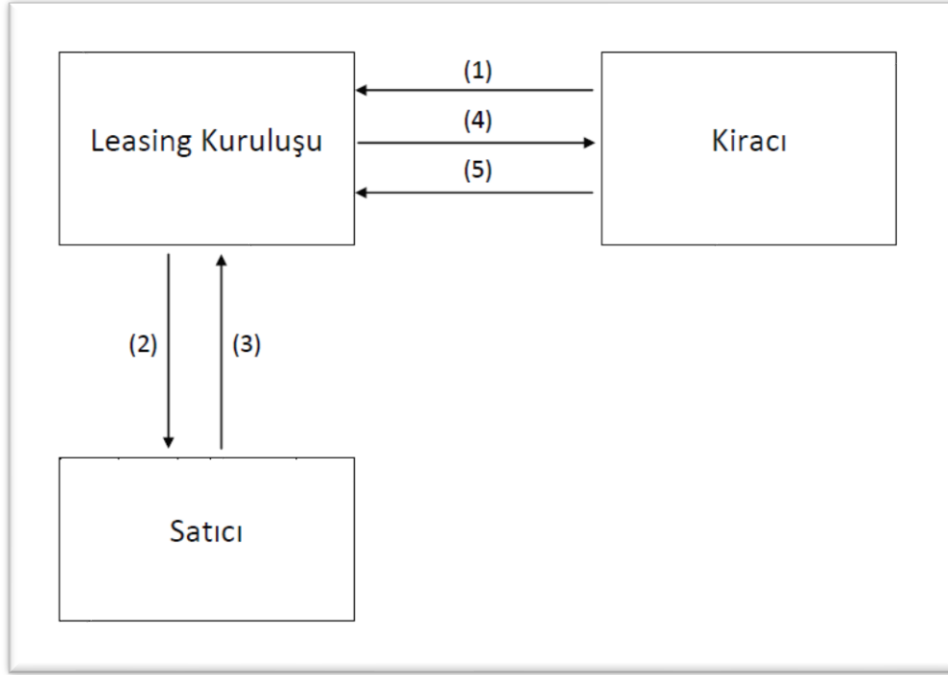 (1)
Leasing Kuruluşu
(4)
Kiracı
(5)
(2)
(3)
Satıcı